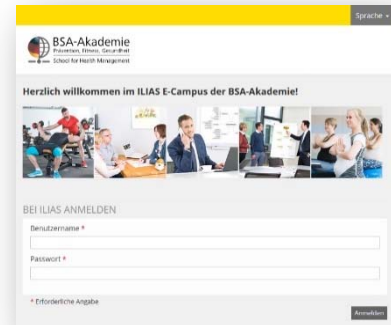 Sprache
BSA-Akademie
Prävention, Fitness, Gesundheit
School for Health Management
Herzlich willkommen im ILIAS E-Campus der BSA-Akademie!
BEI ILIAS ANMELDEN
Benutzername *
Passwort *
* Erforderliche Angabe
Anmelden